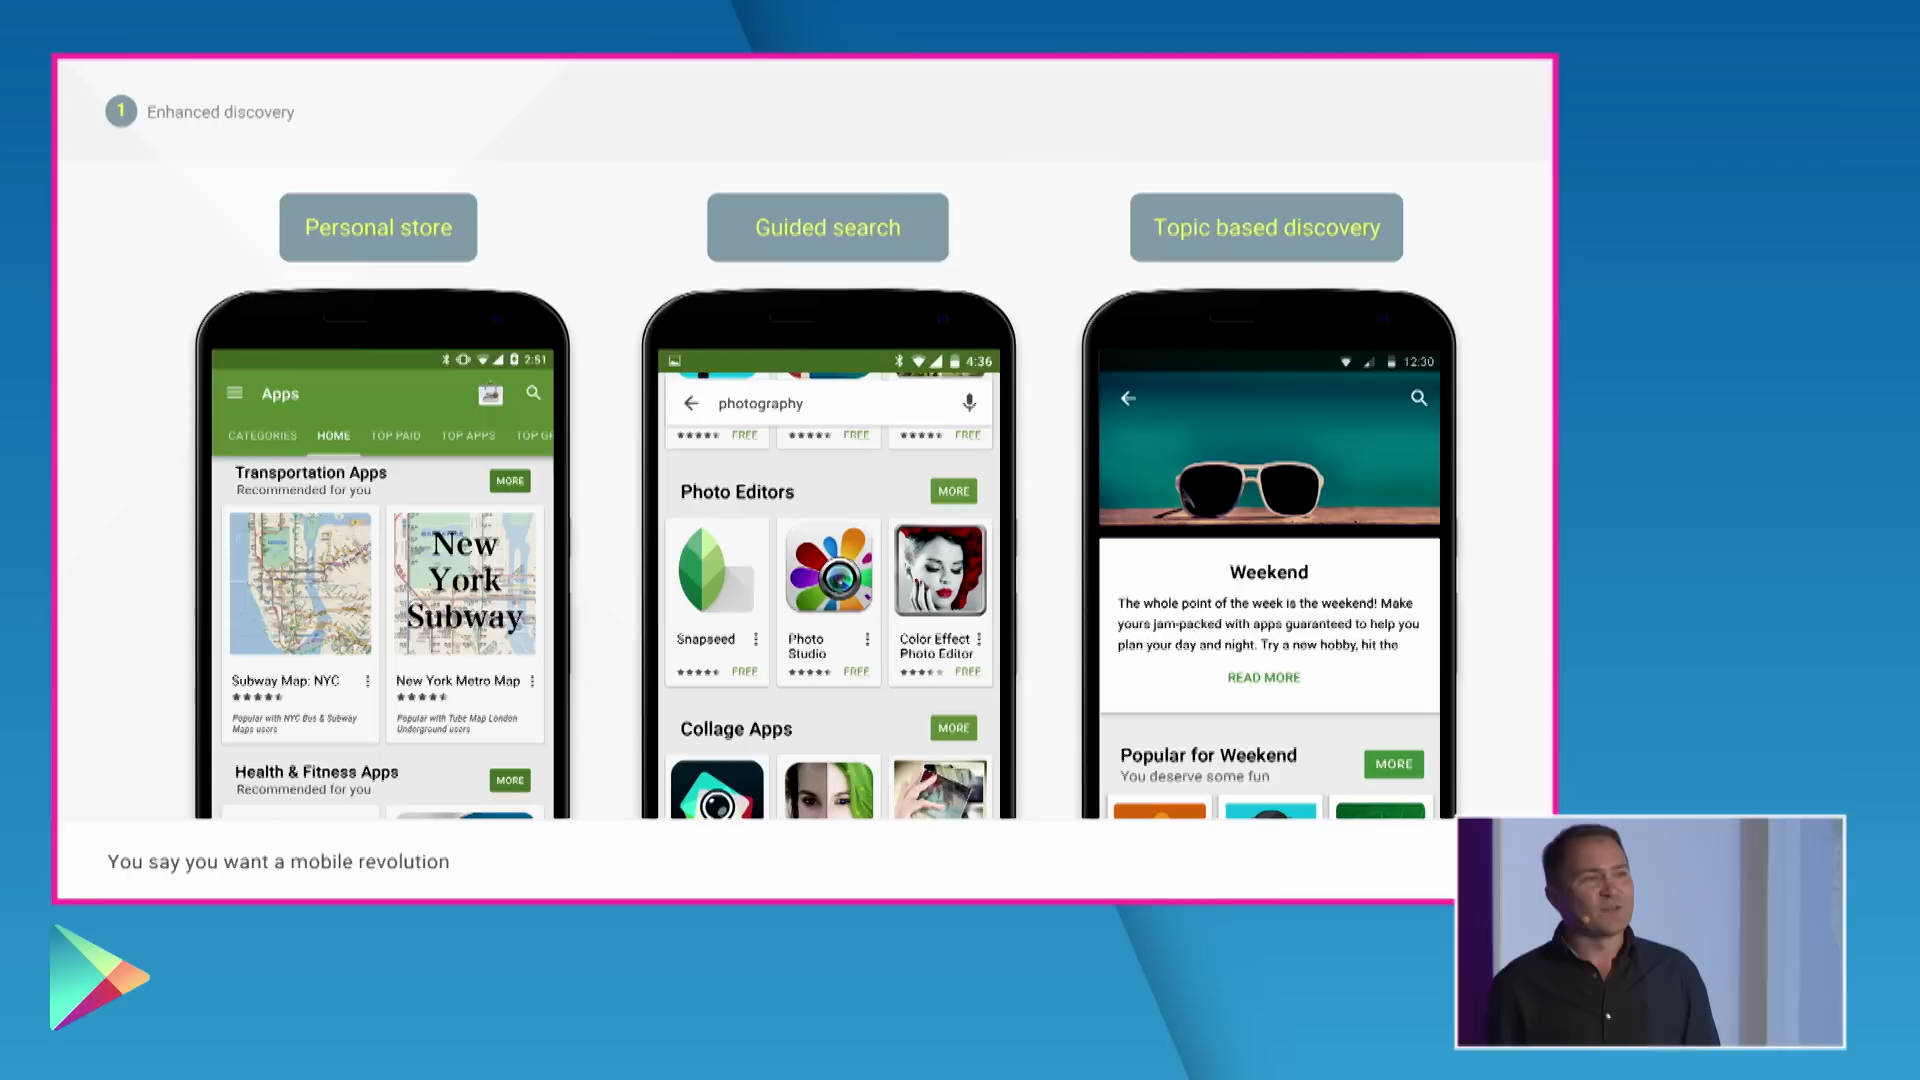 1 Enhanced discovery
Personal store
Guided search
Topic based discovery
2:51
Apps
CATEGORIES HOME TOP PAID TOP APPS TOP GR
Transportation Apps
Recommended for you
MORE
New
York
Subway
Subway Map: NYC
New York Metro Map
Popular with NYC Bus & Subway
Maps users
Popular with Tube Map London
Underground users
Health & Fitness Apps
Recommended for you
MORE
4:36
photography
FREE FREE FREE
Photo Editors
MORE
Snapseed
FREE
Photo
Studio
FREE
Color Effect
Photo Editor
FREE
Collage Apps
MORE
12:30
Weekend
The whole point of the week is the weekend! Make
yours jam-packed with apps guaranteed to help you
plan your day and night. Try a new hobby, hit the
READ MORE
Popular for Weekend
You deserve some fun
MORE
You say you want a mobile revolution